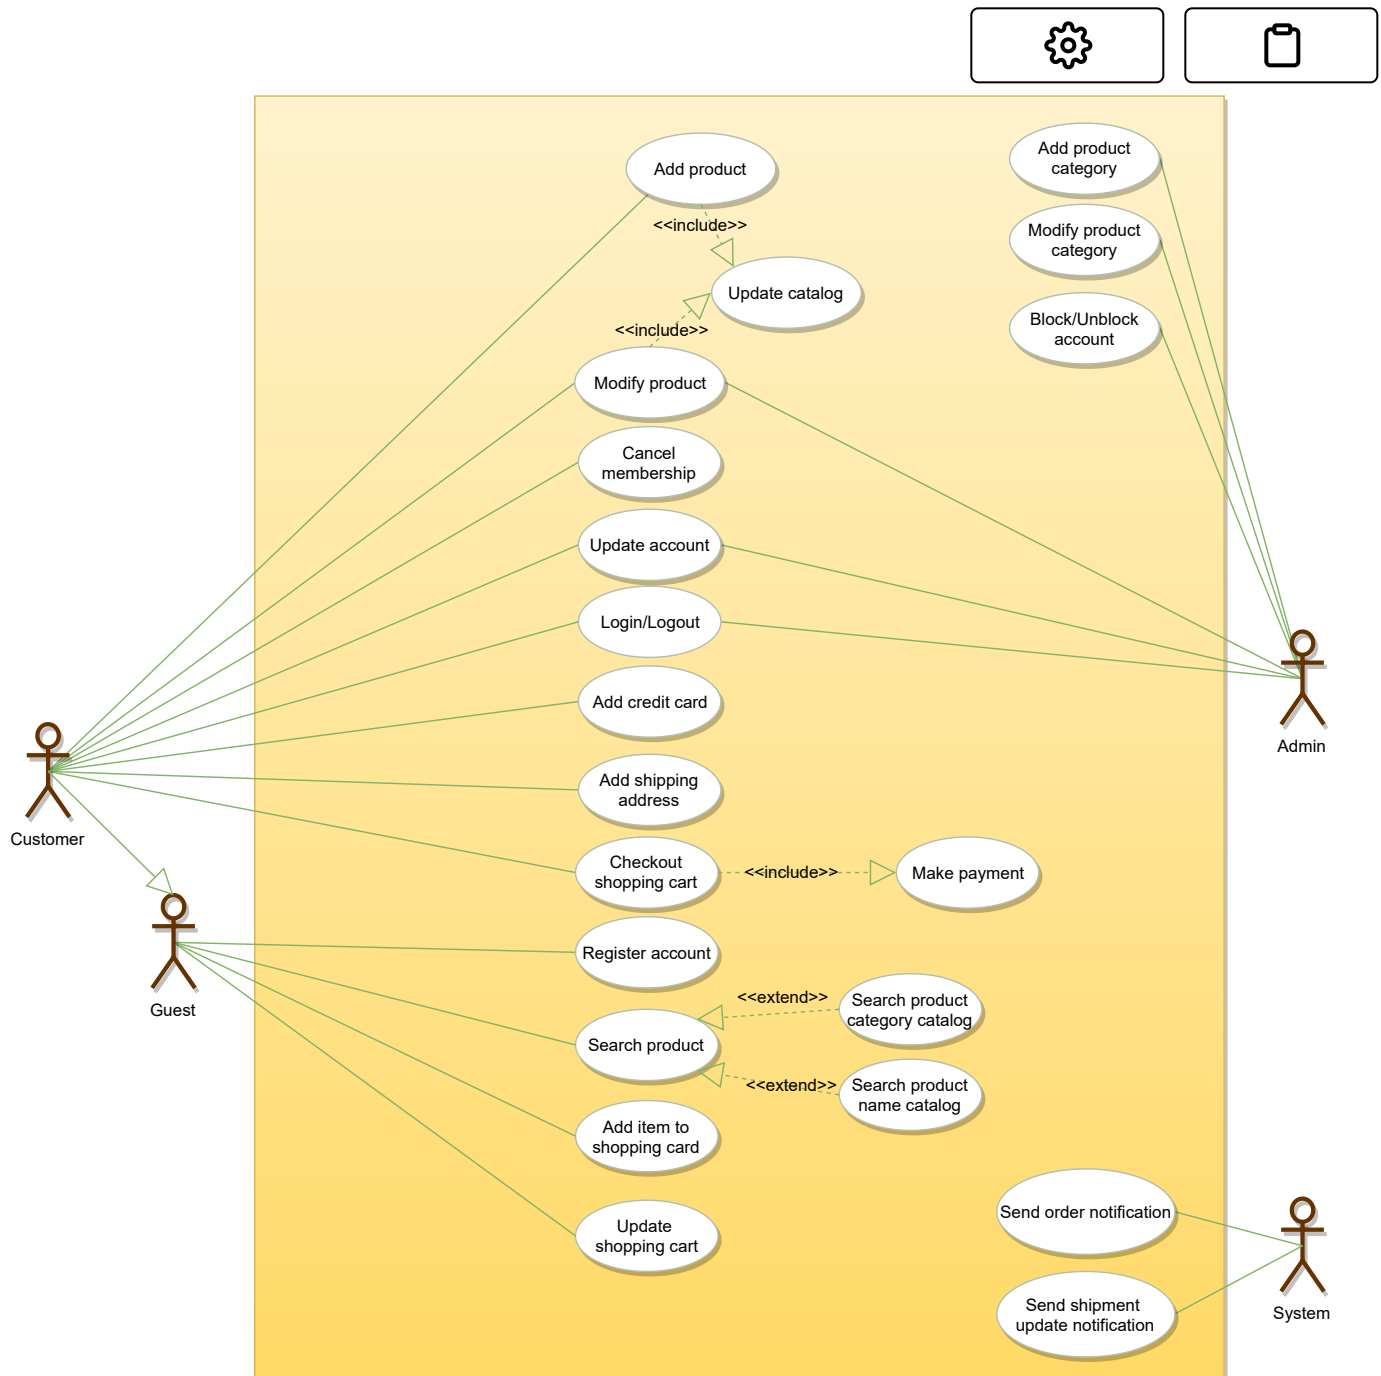 Add product
Add product
category
<<include>>
Modify product
category
Update catalog
Block/Unblock
account
<<include>>
Modify product
Cancel
membership
Update account
Login/Logout
Add credit card
Admin
Add shipping
address
Customer
Checkout
shopping cart
<<include>>
Make payment
Register account
Guest
<<extend>>
Search product
category catalog
Search product
<<extend>>
Search product
name catalog
Add item to
shopping card
Send order notification
Update
shopping cart
Send shipment
update notification
System